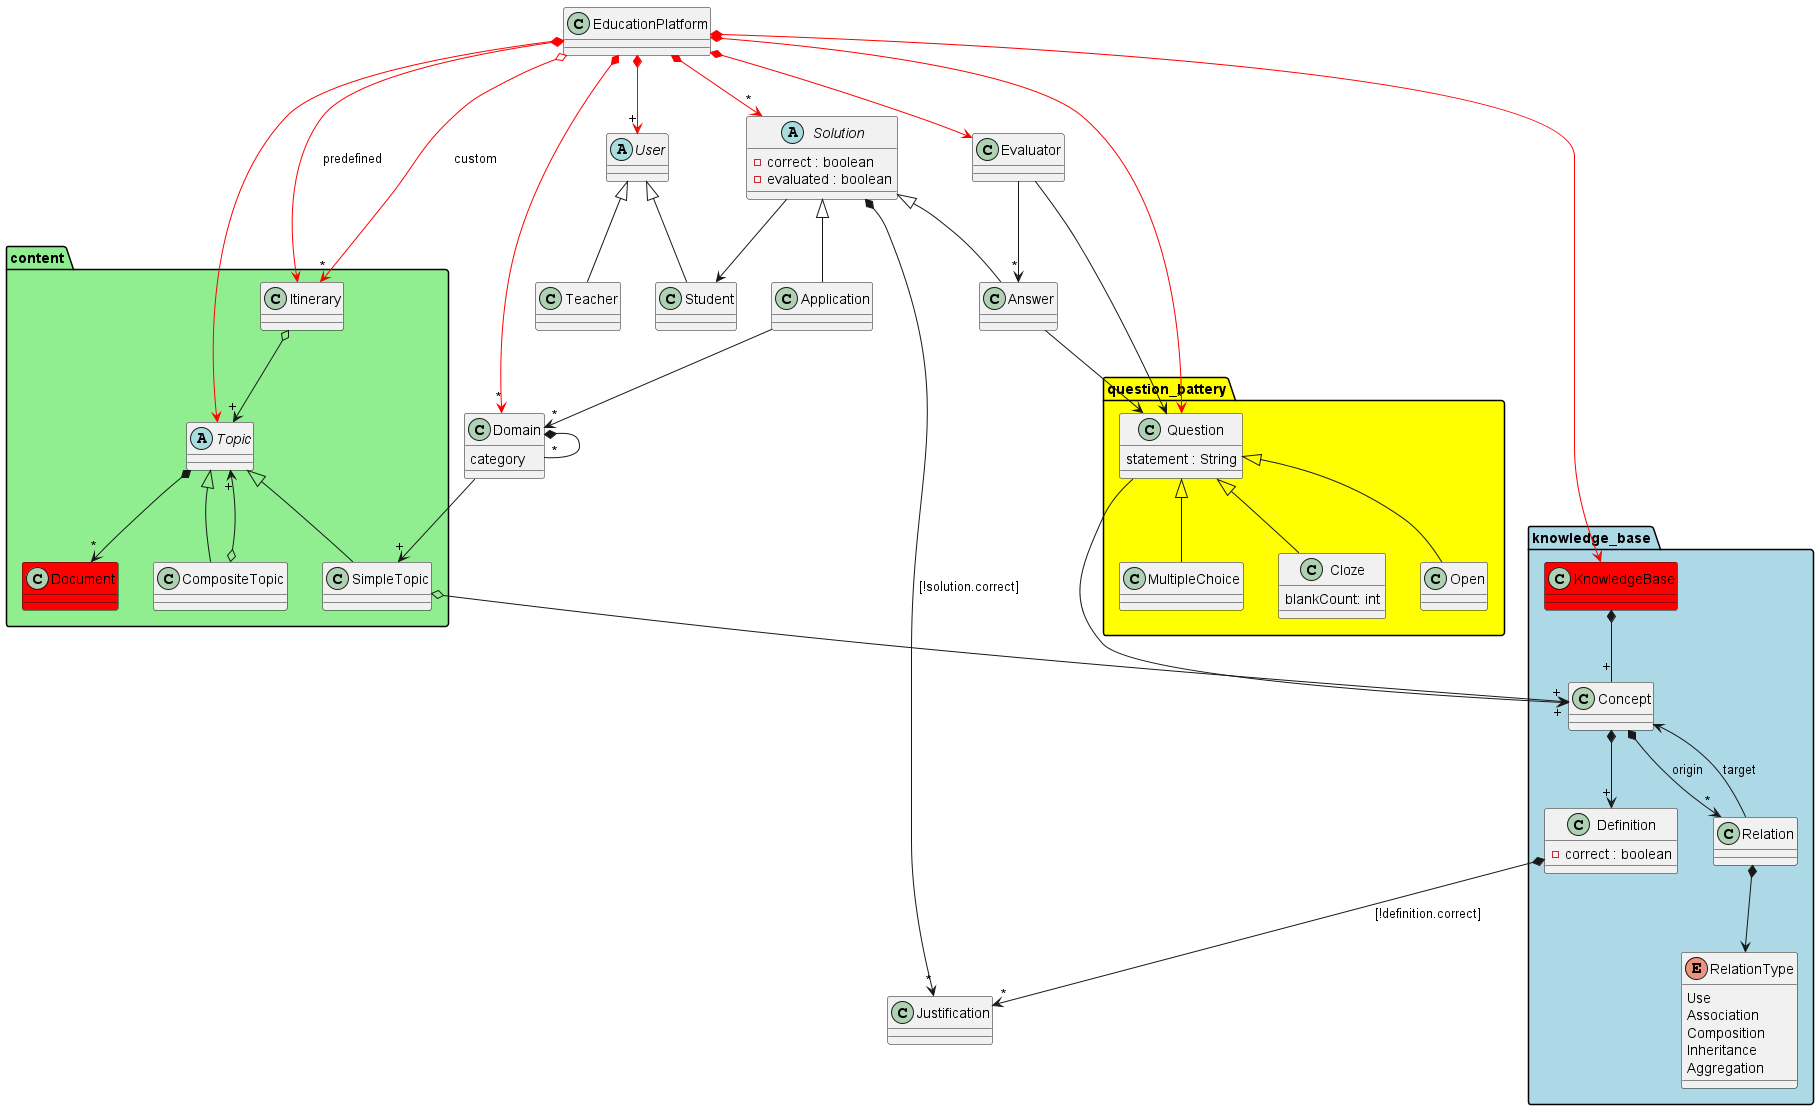 C EducationPlatform
*
+
A User
A Solution
correct : boolean
evaluated : boolean
C Evaluator
predefined
custom
content
*
*
C Itinerary
C Teacher
C Student
C Application
C Answer
question_battery
+
*
*
A Topic
C Domain
category
*
C Question
statement : String
+
knowledge_base
*
+
C Document
C CompositeTopic
C SimpleTopic
[!solution.correct]
C MultipleChoice
C Cloze
blankCount: int
C Open
C KnowledgeBase
+
+
+
C Concept
origin
target
+
*
C Definition
correct : boolean
C Relation
[!definition.correct]
*
*
C Justification
E RelationType
Use
Association
Composition
Inheritance
Aggregation